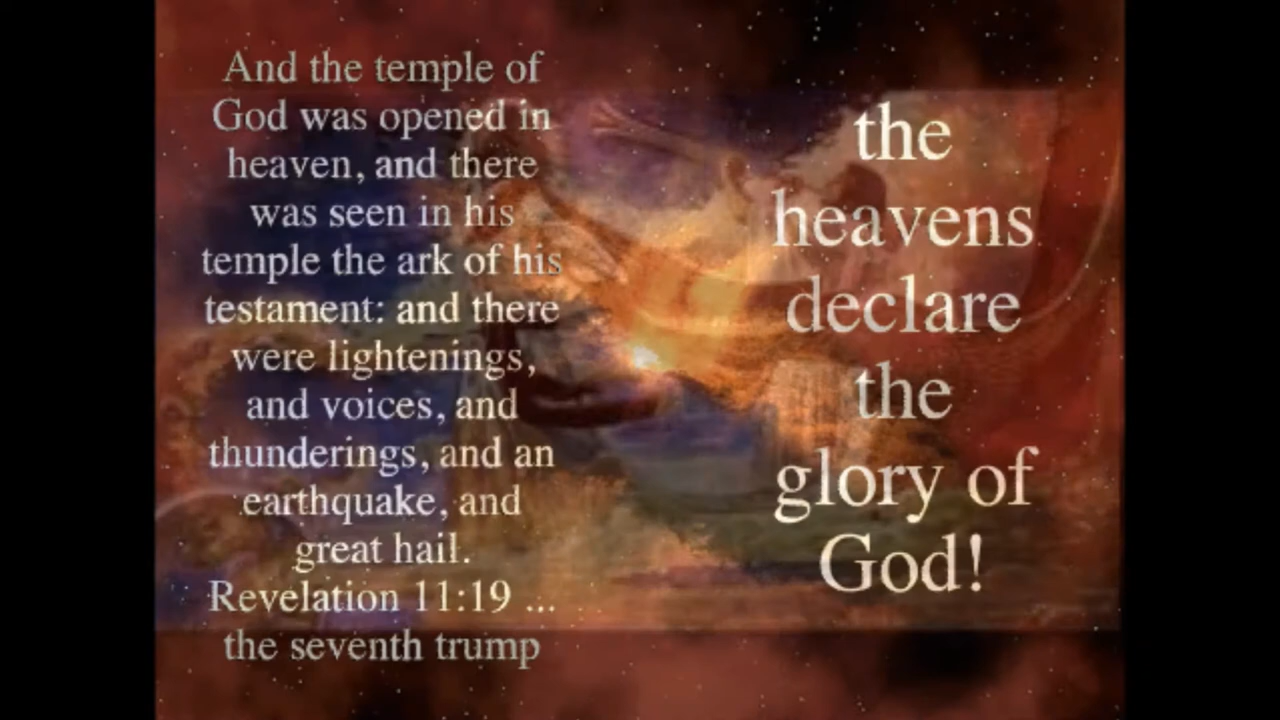 And the temple of
God was opened in
heaven, and there
was seen in his
temple the ark of his
testament: and there
were lightenings,
and voices, and
thunderings, and an
earthquake, and
great hail.
Revelation 11:19 ...
the seventh trump
the
heavens
declare
the
glory of
God!